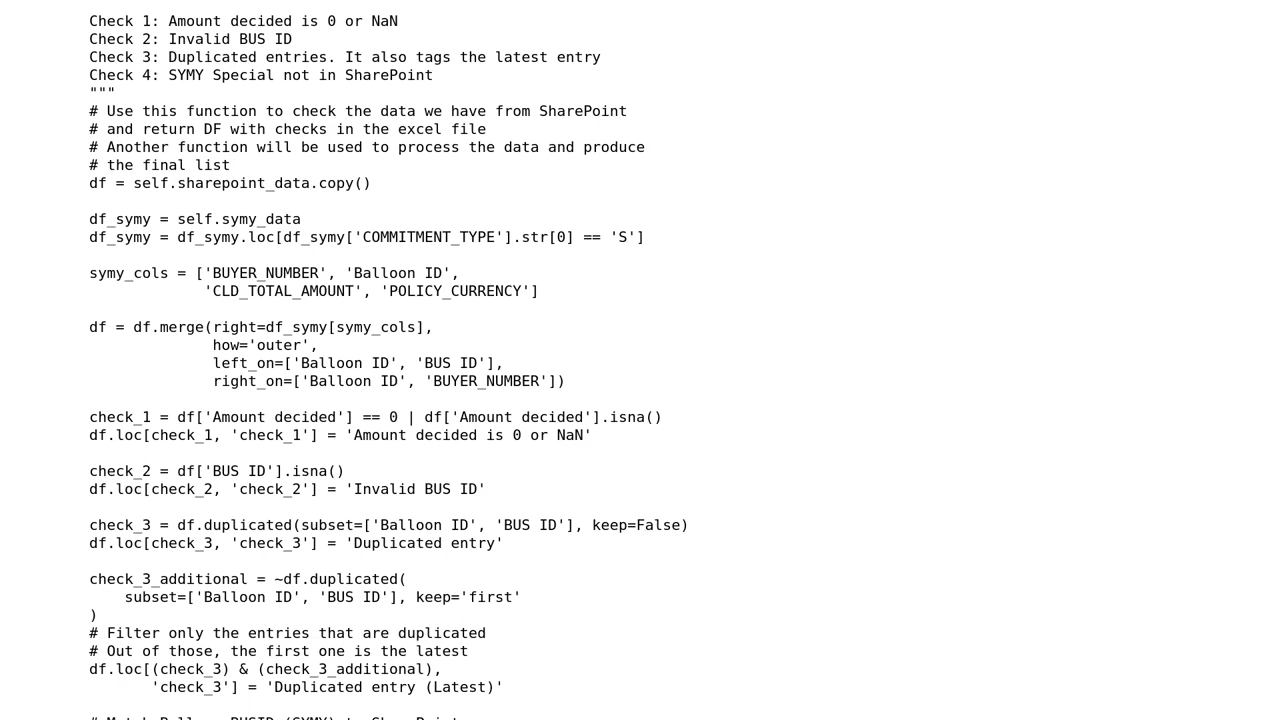 Check 1: Amount decided is 0 or NaN
Check 2: Invalid BUS ID
Check 3: Duplicated entries. It also tags the latest entry
Check 4: SYMY Special not in SharePoint
"""
# Use this function to check the data we have from SharePoint
# and return DF with checks in the excel file
# Another function will be used to process the data and produce
# the final list
df = self.sharepoint_data.copy()

df_symy = self.symy_data
df_symy = df_symy.loc[df_symy['COMMITMENT_TYPE'].str[0] == 'S']

symy_cols = ['BUYER_NUMBER', 'Balloon ID',
             'CLD_TOTAL_AMOUNT', 'POLICY_CURRENCY']

df = df.merge(right=df_symy[symy_cols],
              how='outer',
              left_on=['Balloon ID', 'BUS ID'],
              right_on=['Balloon ID', 'BUYER_NUMBER'])

check_1 = df['Amount decided'] == 0 | df['Amount decided'].isna()
df.loc[check_1, 'check_1'] = 'Amount decided is 0 or NaN'

check_2 = df['BUS ID'].isna()
df.loc[check_2, 'check_2'] = 'Invalid BUS ID'

check_3 = df.duplicated(subset=['Balloon ID', 'BUS ID'], keep=False)
df.loc[check_3, 'check_3'] = 'Duplicated entry'

check_3_additional = ~df.duplicated(
    subset=['Balloon ID', 'BUS ID'], keep='first'
)
# Filter only the entries that are duplicated
# Out of those, the first one is the latest
df.loc[(check_3) & (check_3_additional),
       'check_3'] = 'Duplicated entry (Latest)'